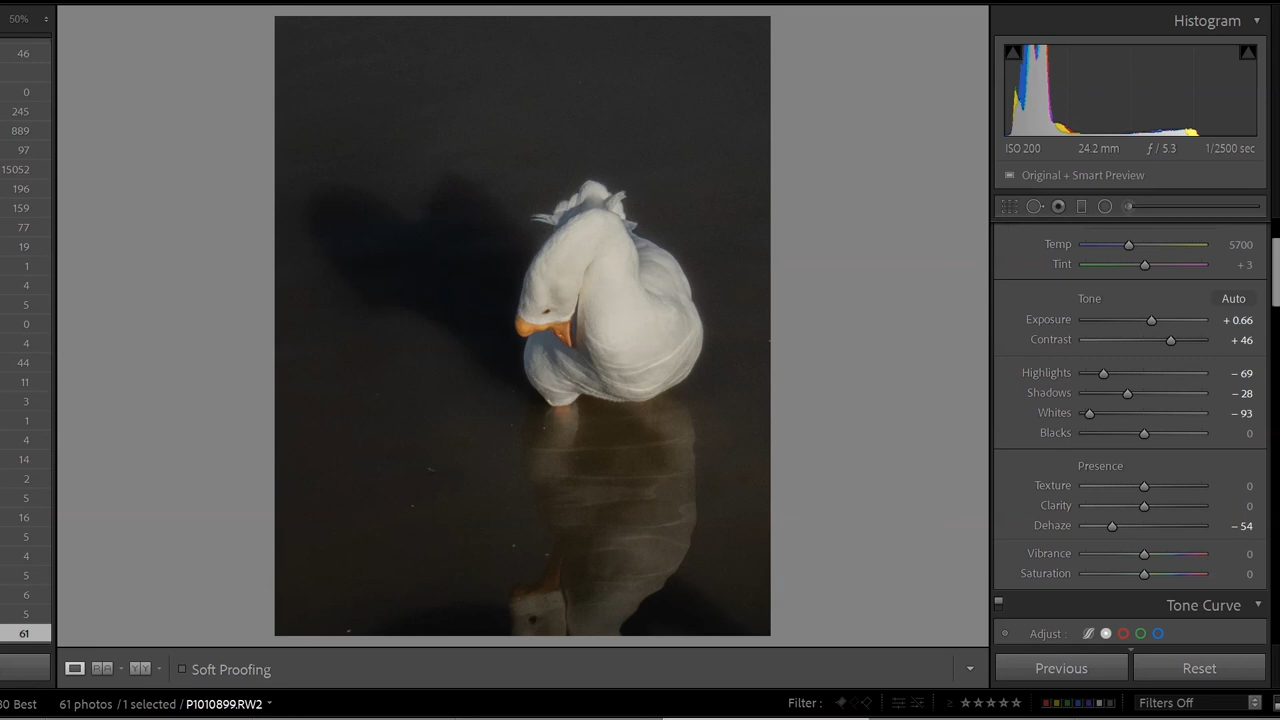 50%
Histogram
46
0
245
889
97
15052
196
159
77
19
1
4
5
0
4
44
11
3
1
4
14
2
5
16
5
4
5
6
5
61
ISO 200 24.2 mm ƒ / 5.3 1/2500 sec
Original + Smart Preview
Temp 5700
Tint + 3
Tone Auto
Exposure + 0.66
Contrast + 46
Highlights – 69
Shadows – 28
Whites – 93
Blacks 0
Presence
Texture 0
Clarity 0
Dehaze – 54
Vibrance 0
Saturation 0
Tone Curve
Adjust :
R A Y Y Soft Proofing
Previous Reset
30 Best 61 photos / 1 selected / P1010899.RW2 Filter : Filters Off